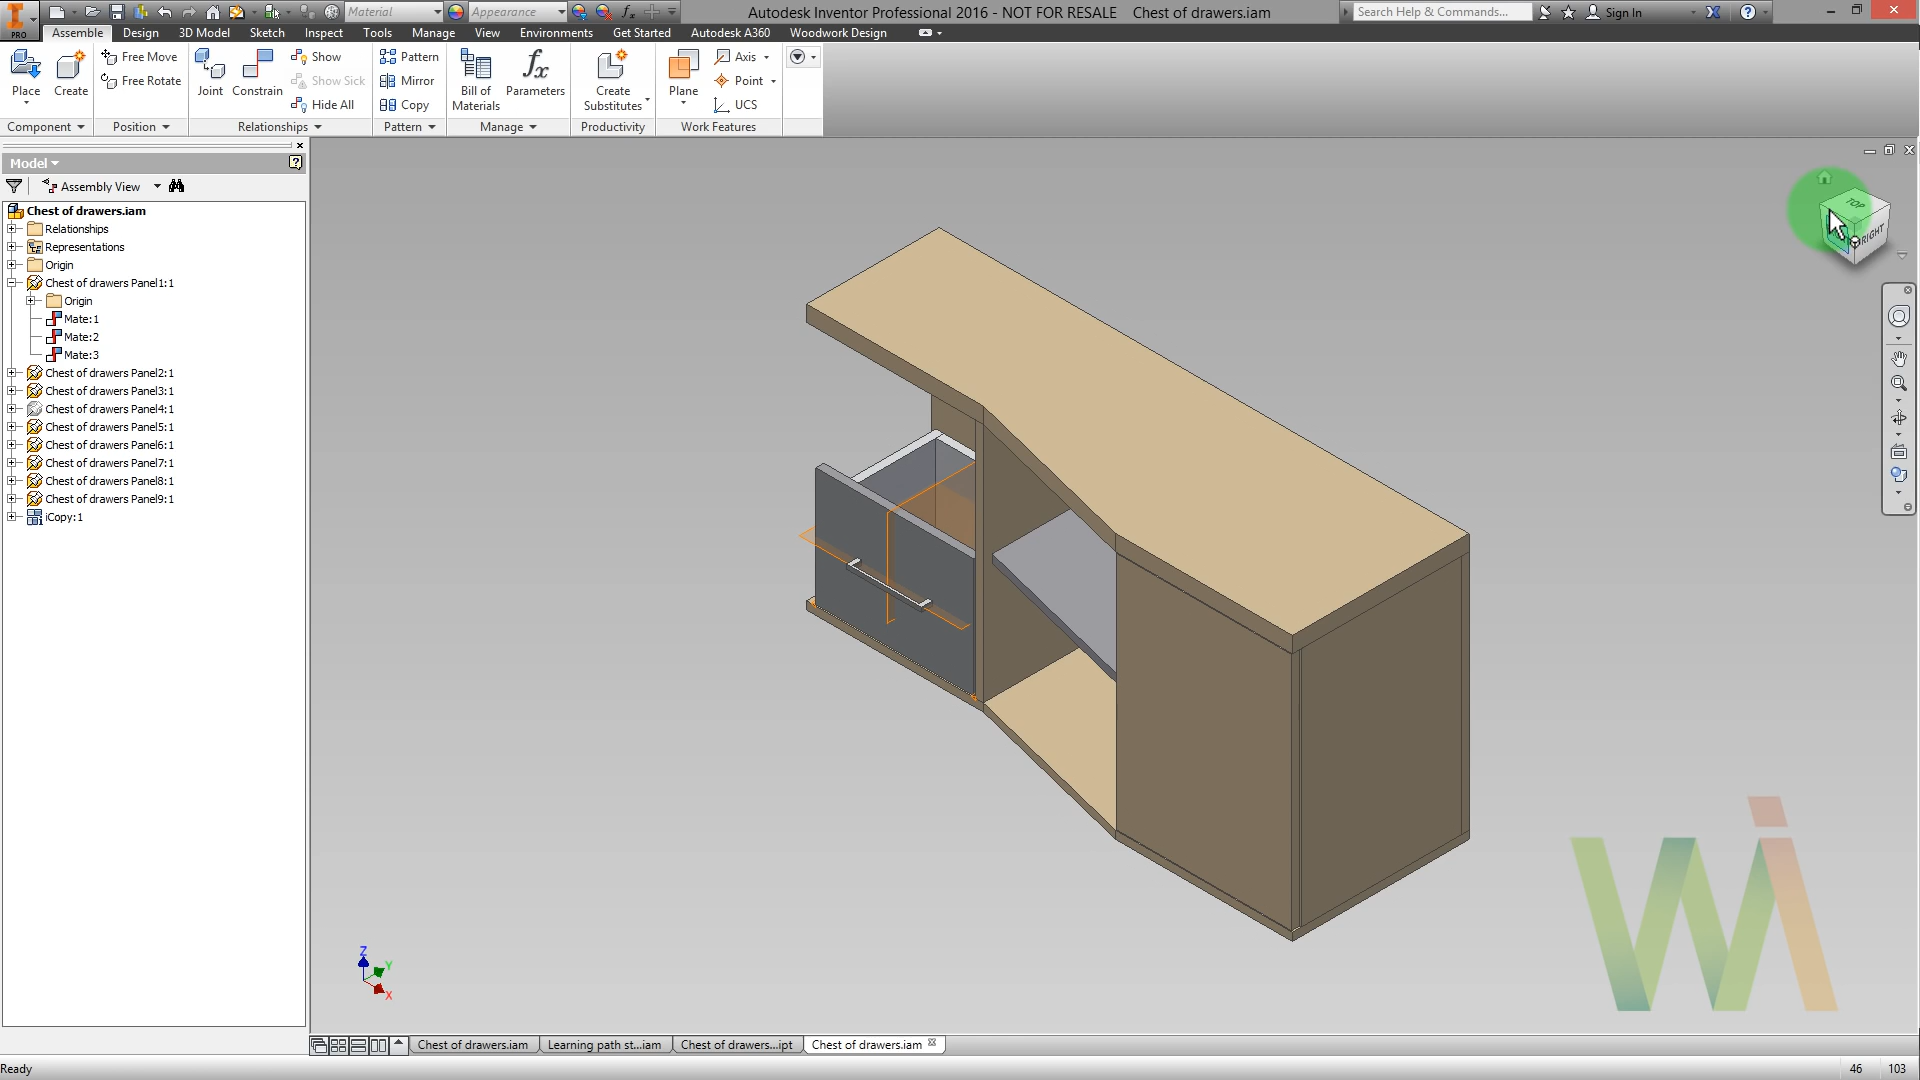 PRO
Material
Appearance
Autodesk Inventor Professional 2016 - NOT FOR RESALE Chest of drawers.iam
Search Help & Commands...
Sign In
Assemble Design 3D Model Sketch Inspect Tools Manage View Environments Get Started Autodesk A360 Woodwork Design
Place
Create
Free Move
Free Rotate
Joint
Constrain
Show
Show Sick
Hide All
Pattern
Mirror
Copy
Bill of
Materials
fx
Parameters
Create
Substitutes
Plane
Axis
Point
UCS
Component
Position
Relationships
Pattern
Manage
Productivity
Work Features
Model
Assembly View
Chest of drawers.iam
Relationships
Representations
Origin
Chest of drawers Panel1:1
Origin
Mate:1
Mate:2
Mate:3
Chest of drawers Panel2:1
Chest of drawers Panel3:1
Chest of drawers Panel4:1
Chest of drawers Panel5:1
Chest of drawers Panel6:1
Chest of drawers Panel7:1
Chest of drawers Panel8:1
Chest of drawers Panel9:1
iCopy:1
TOP
RIGHT
Z
Y
X
Chest of drawers.iam
Learning path st...iam
Chest of drawers...ipt
Chest of drawers.iam
Ready
46 103